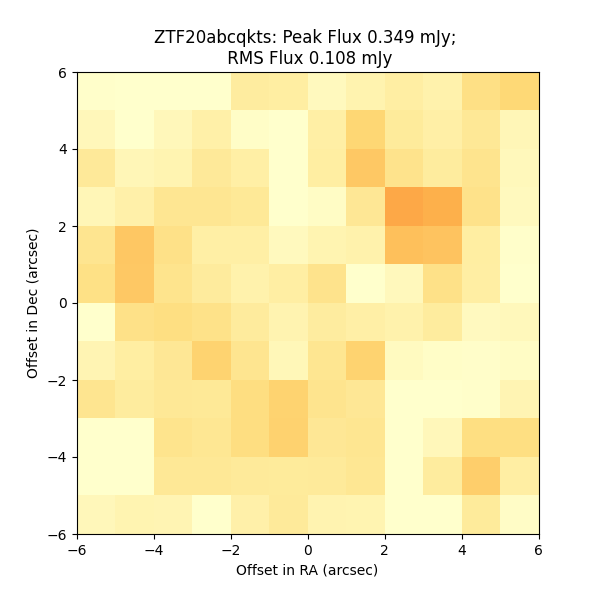 ZTF20abcqkts: Peak Flux 0.349 mJy;
RMS Flux 0.108 mJy
6
4
2
0
−2
−4
−6
Offset in Dec (arcsec)
−6 −4 −2 0 2 4 6
Offset in RA (arcsec)